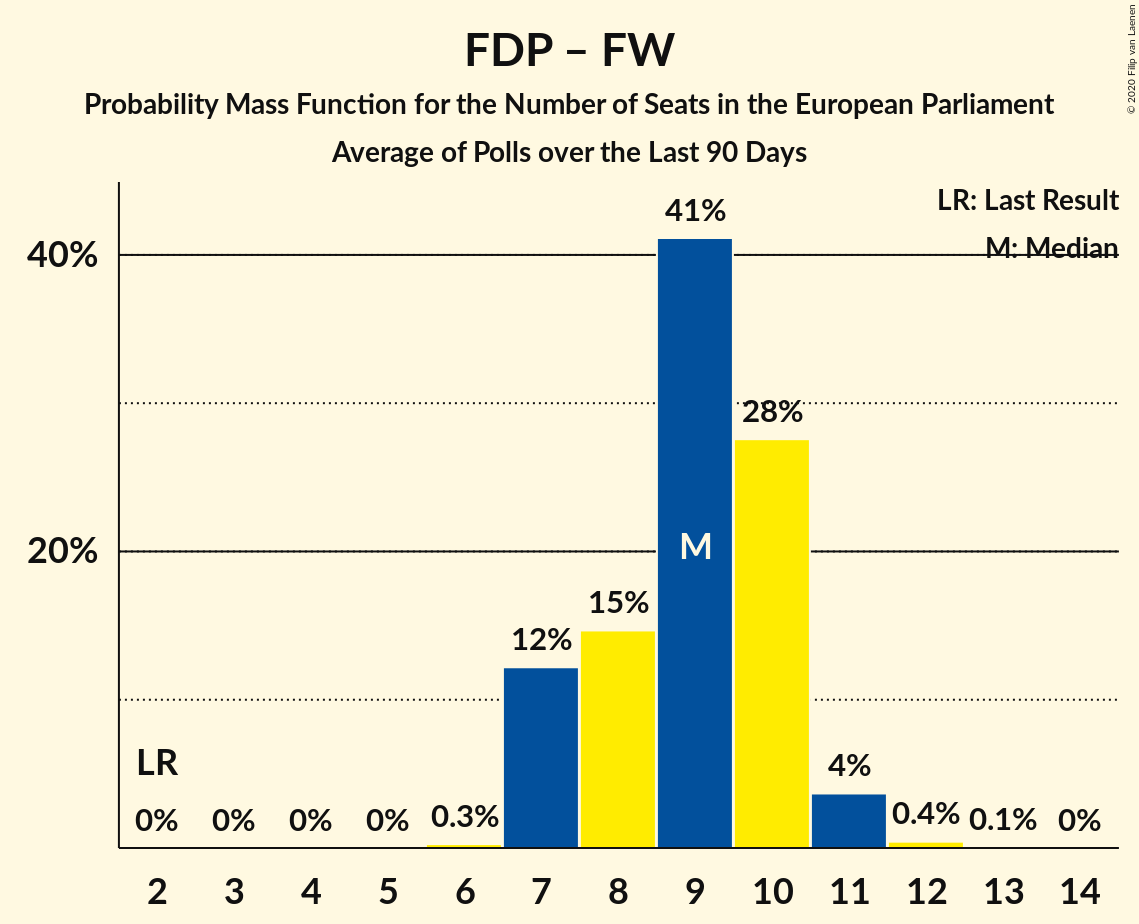 FDP – FW
Probability Mass Function for the Number of Seats in the European Parliament
Average of Polls over the Last 90 Days
© 2020 Filip van Laenen
LR: Last Result
M: Median
41%
40%
28%
20%
M
15%
12%
LR
4%
0% 0% 0% 0% 0.3% 0.4% 0.1% 0%
2 3 4 5 6 7 8 9 10 11 12 13 14